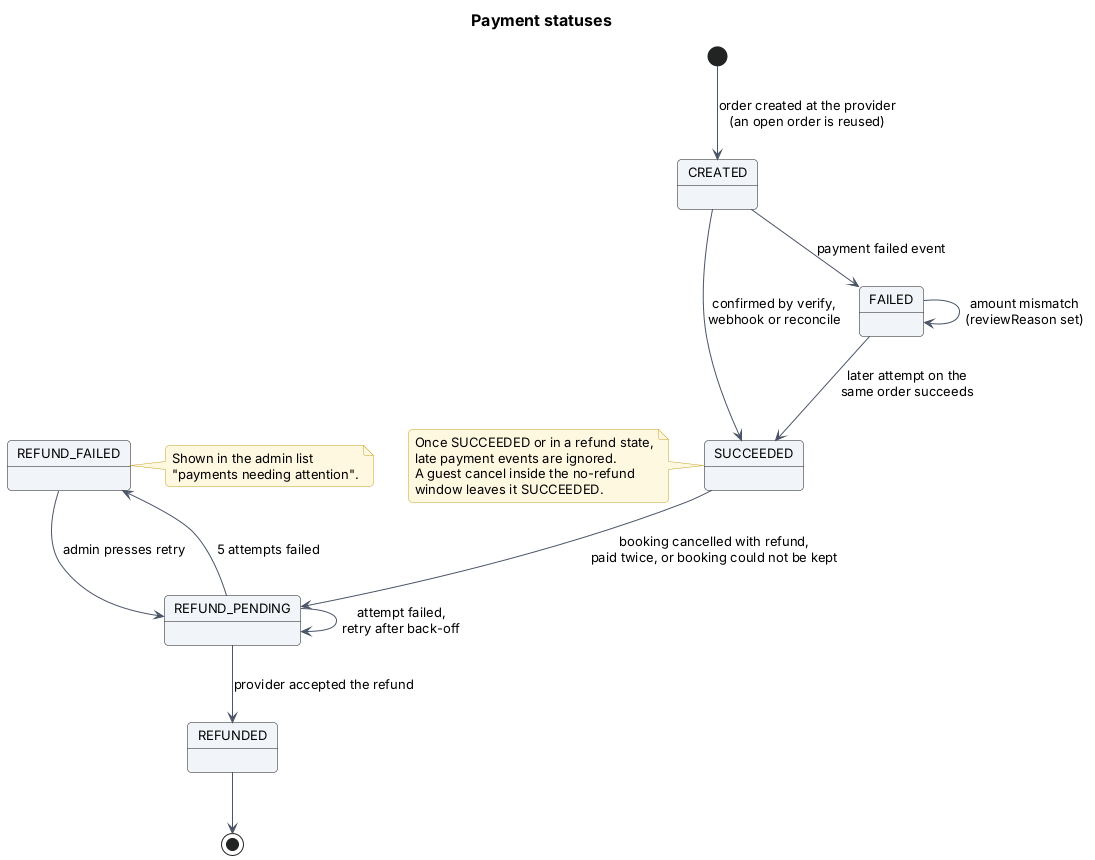 Payment statuses
order created at the provider
(an open order is reused)
CREATED
payment failed event
confirmed by verify,
webhook or reconcile
FAILED
amount mismatch
(reviewReason set)
later attempt on the
same order succeeds
REFUND_FAILED
Shown in the admin list
"payments needing attention".
Once SUCCEEDED or in a refund state,
late payment events are ignored.
A guest cancel inside the no-refund
window leaves it SUCCEEDED.
SUCCEEDED
admin presses retry
5 attempts failed
booking cancelled with refund,
paid twice, or booking could not be kept
REFUND_PENDING
attempt failed,
retry after back-off
provider accepted the refund
REFUNDED